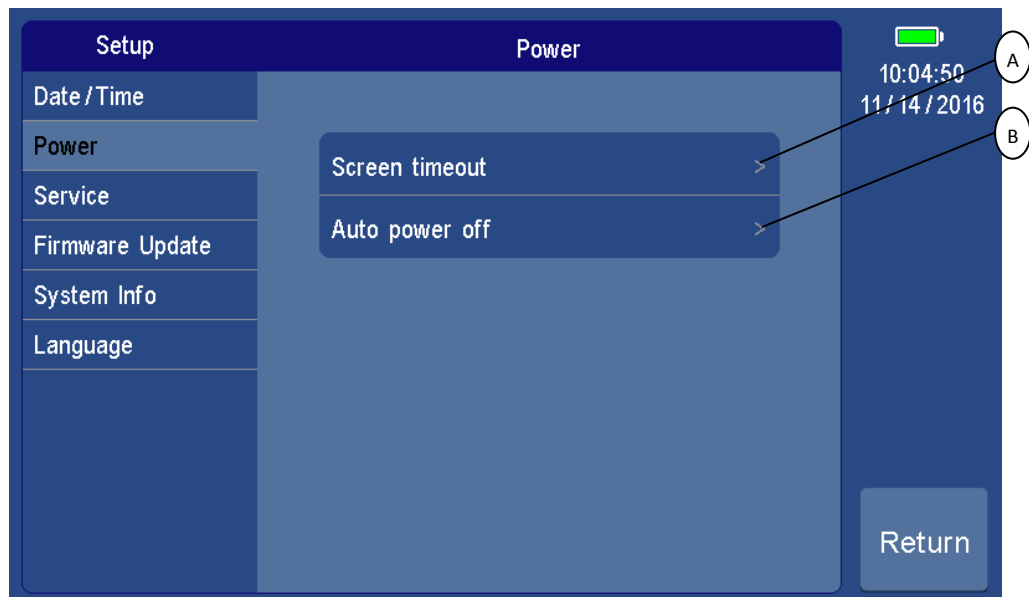 Setup
Power
Date/Time
Power
Service
Firmware Update
System Info
Language
Screen timeout >
Auto power off >
10:04:50
11/14/2016
A
B
Return